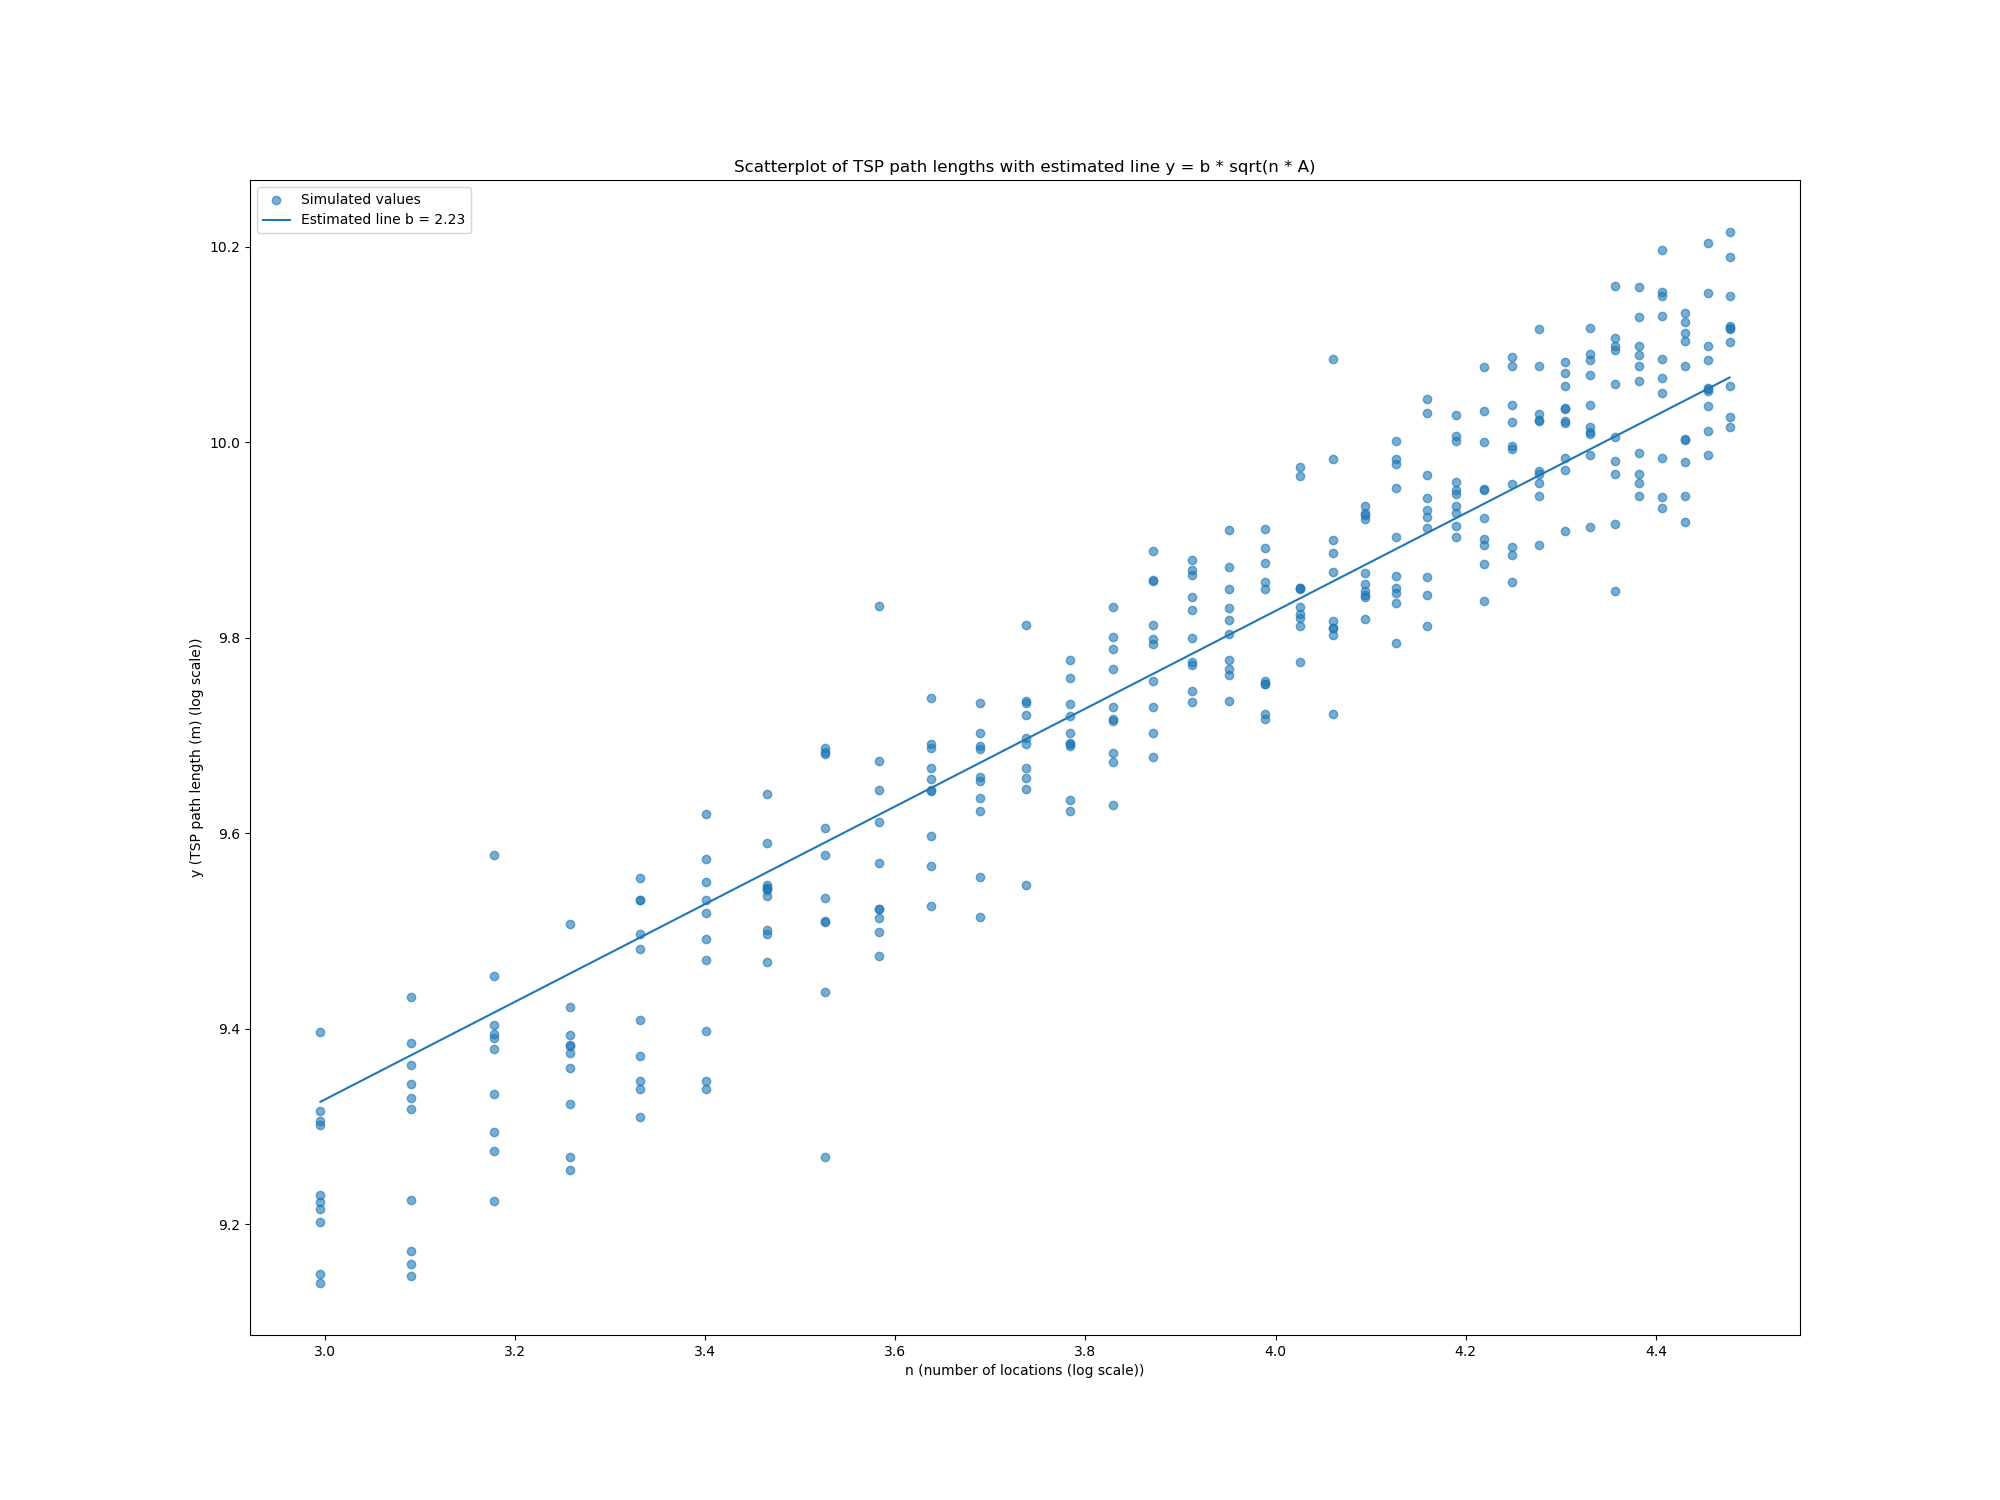 Scatterplot of TSP path lengths with estimated line y = b * sqrt(n * A)
Simulated values
Estimated line b = 2.23
10.2
10.0
9.8
9.6
9.4
9.2
y (TSP path length (m) (log scale))
3.0 3.2 3.4 3.6 3.8 4.0 4.2 4.4
n (number of locations (log scale))